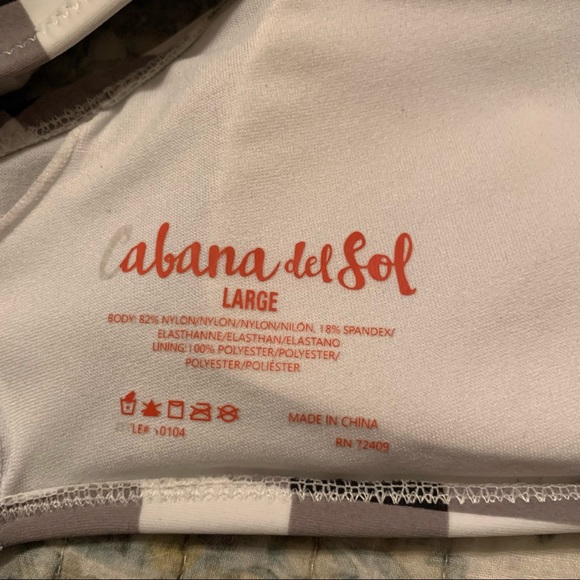 Cabana del Sol
LARGE
BODY: 82% NYLON/NYLON/NYLON/NILÓN, 18% SPANDEX/
ELASTHANNE/ELASTHAN/ELASTANO
LINING:100% POLYESTER/POLYESTER/
POLYESTER/POLIÉSTER
MADE IN CHINA
RN 72409